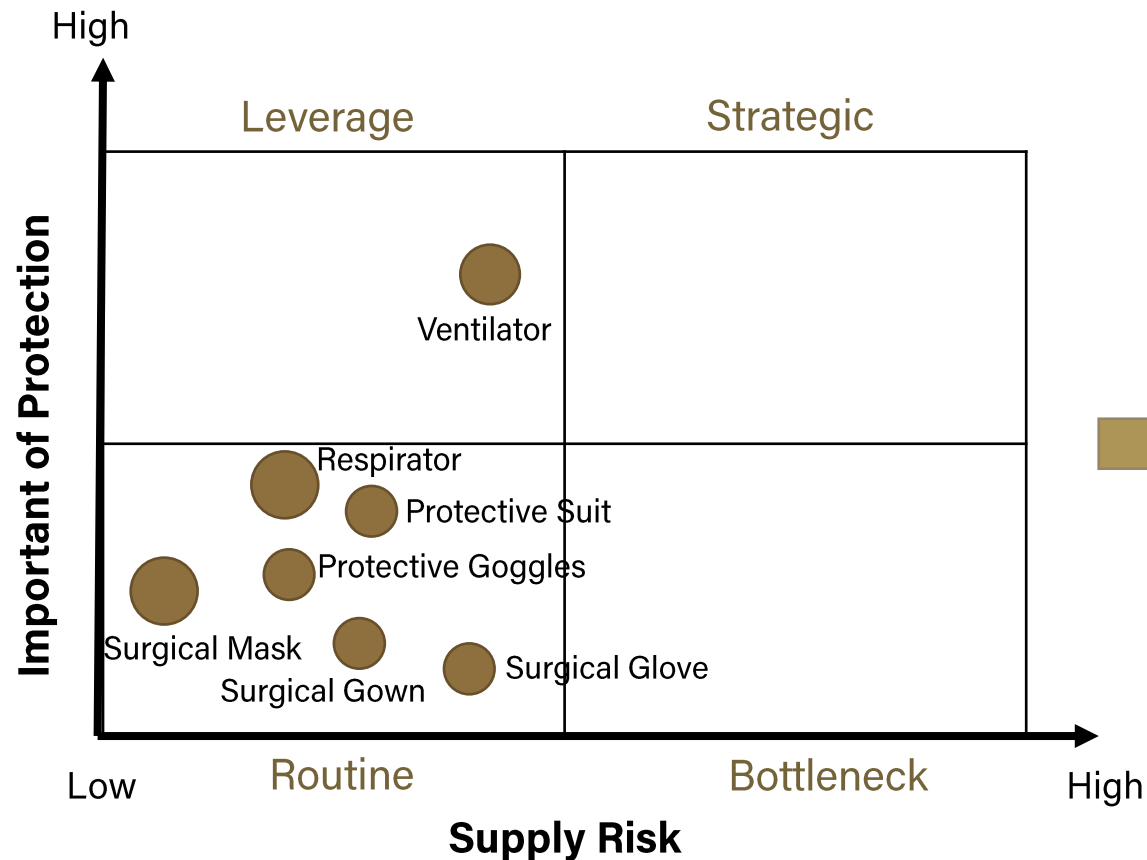 High
Leverage
Strategic
Important of Protection
Ventilator
Respirator
Protective Suit
Protective Goggles
Surgical Mask
Surgical Glove
Surgical Gown
Low
Routine
Bottleneck
High
Supply Risk